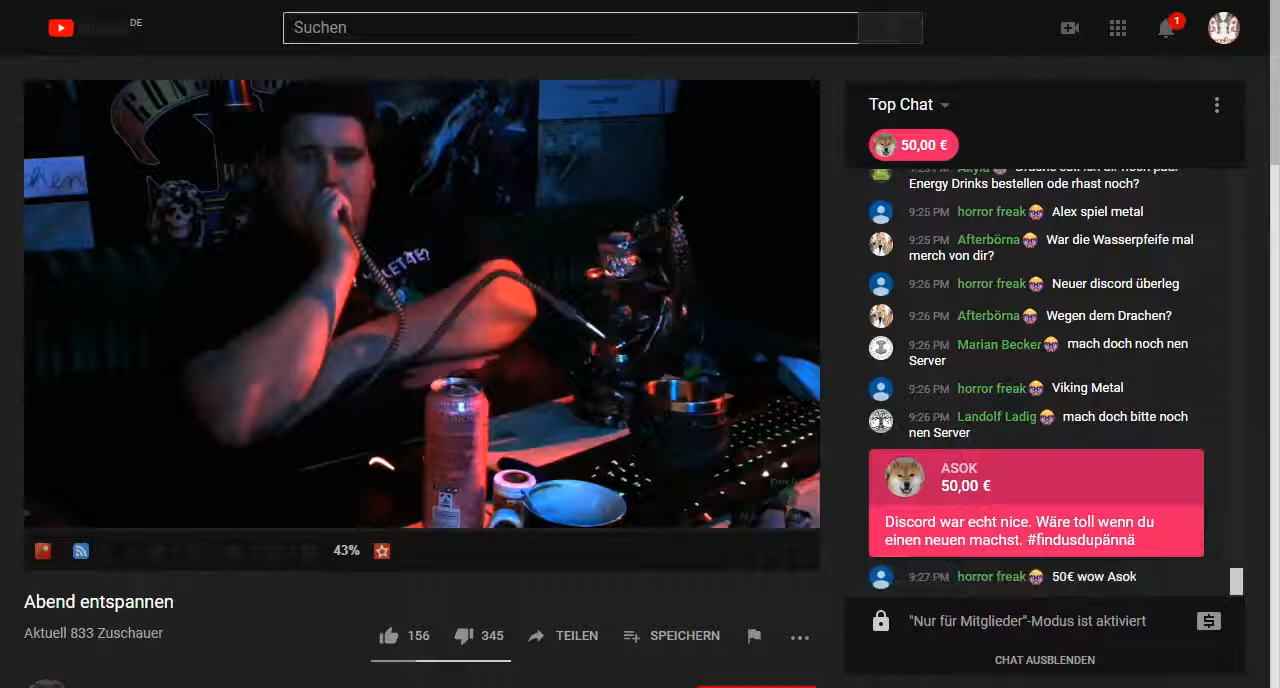 DE
Suchen
1
Top Chat
50,00 €
Energy Drinks bestellen ode rhast noch?
9:25 PM horror freak Alex spiel metal
9:25 PM Afterbörna War die Wasserpfeife mal
merch von dir?
9:26 PM horror freak Neuer discord überleg
9:26 PM Afterbörna Wegen dem Drachen?
9:26 PM Marian Becker mach doch noch nen
Server
9:26 PM horror freak Viking Metal
9:26 PM Landolf Ladig mach doch bitte noch
nen Server
ASOK
50,00 €
Discord war echt nice. Wäre toll wenn du
einen neuen machst. #findusdupännä
9:27 PM horror freak 50€ wow Asok
"Nur für Mitglieder"-Modus ist aktiviert
CHAT AUSBLENDEN
43%
Abend entspannen
Aktuell 833 Zuschauer
156
345
TEILEN
SPEICHERN